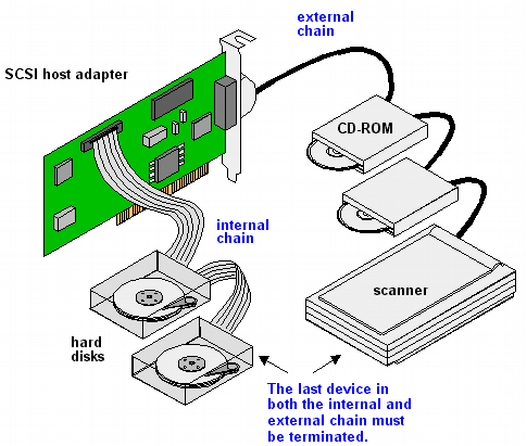 external
chain
SCSI host adapter
CD-ROM
internal
chain
scanner
hard
disks
The last device in
both the internal and
external chain must
be terminated.